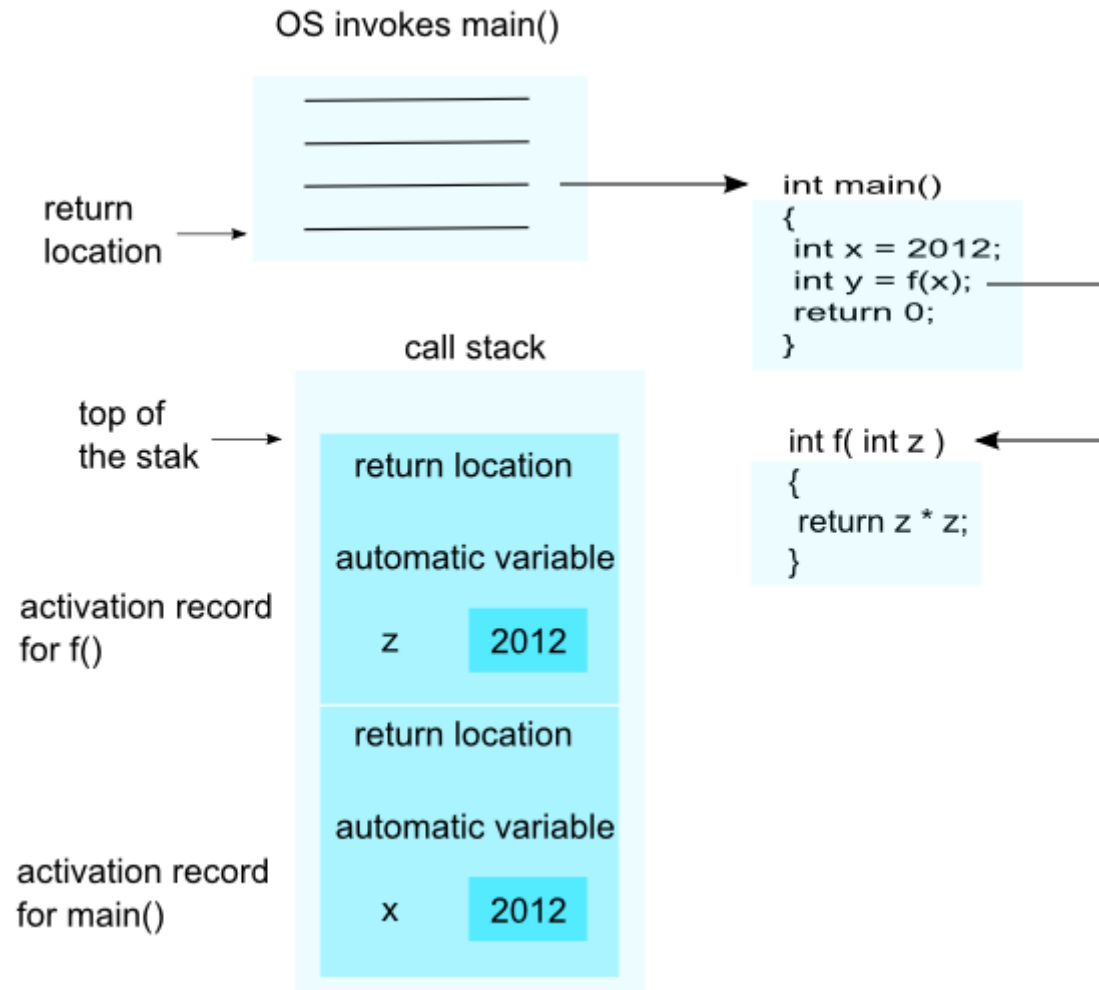 OS invokes main()
return
location
int main()
{
int x = 2012;
int y = f(x);
return 0;
}
call stack
top of
the stak
return location
automatic variable
z 2012
activation record
for f()
int f( int z )
{
return z * z;
}
return location
automatic variable
x 2012
activation record
for main()